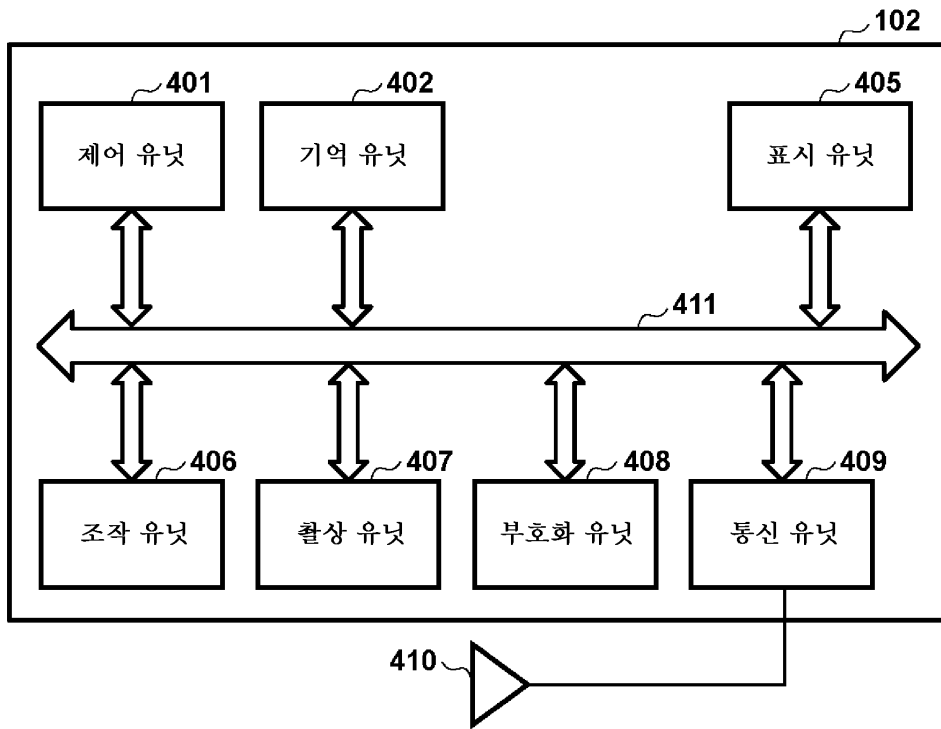 102
401
402
405
제어 유닛
기억 유닛
표시 유닛
411
406
407
408
409
조작 유닛
촬상 유닛
부호화 유닛
통신 유닛
410